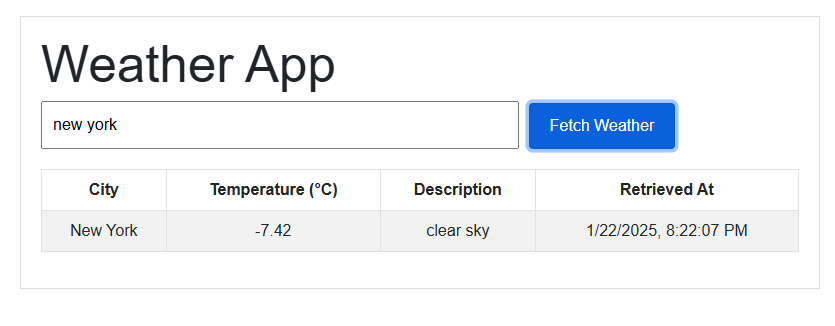 Weather App
new york Fetch Weather
City Temperature (°C) Description Retrieved At
New York -7.42 clear sky 1/22/2025, 8:22:07 PM